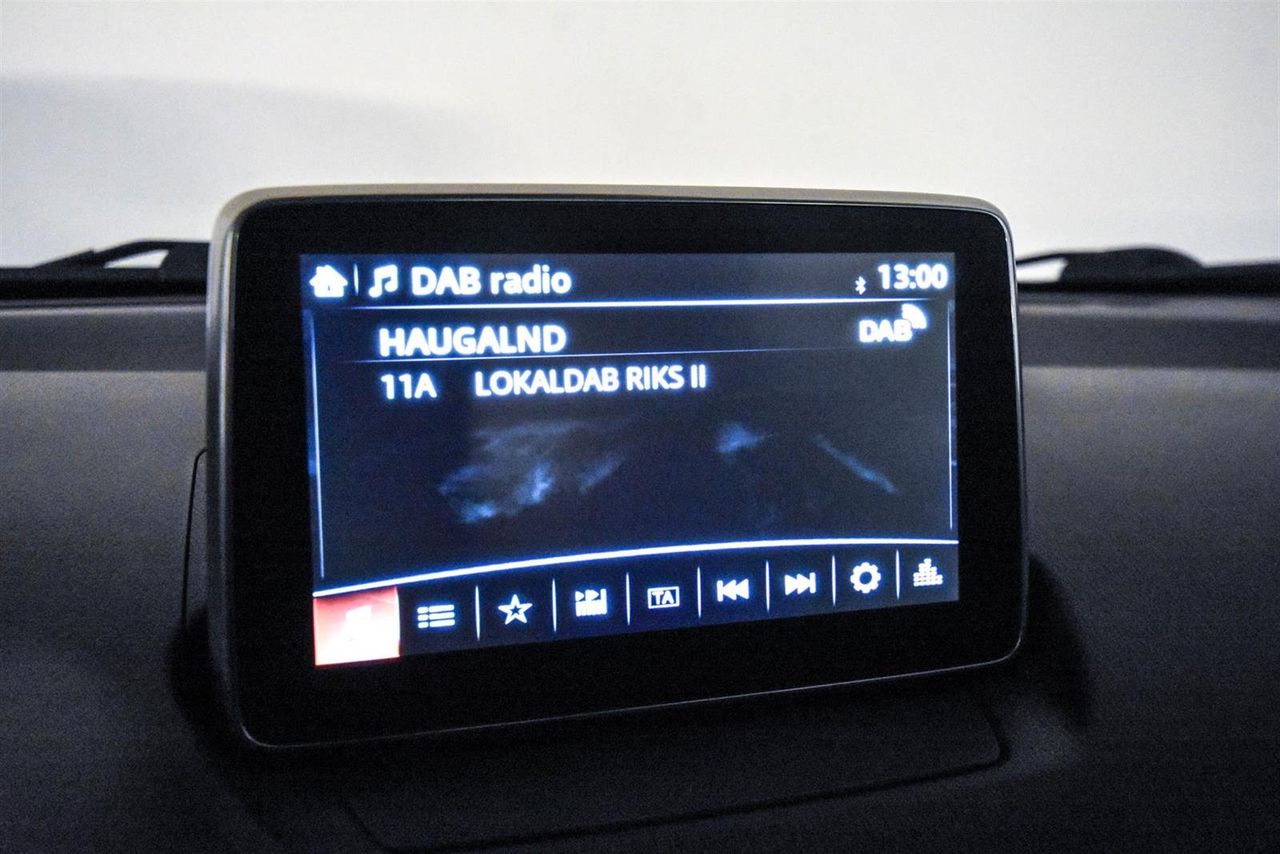 DAB radio 13:00
HAUGALND DAB
11A LOKALDAB RIKS II
TA